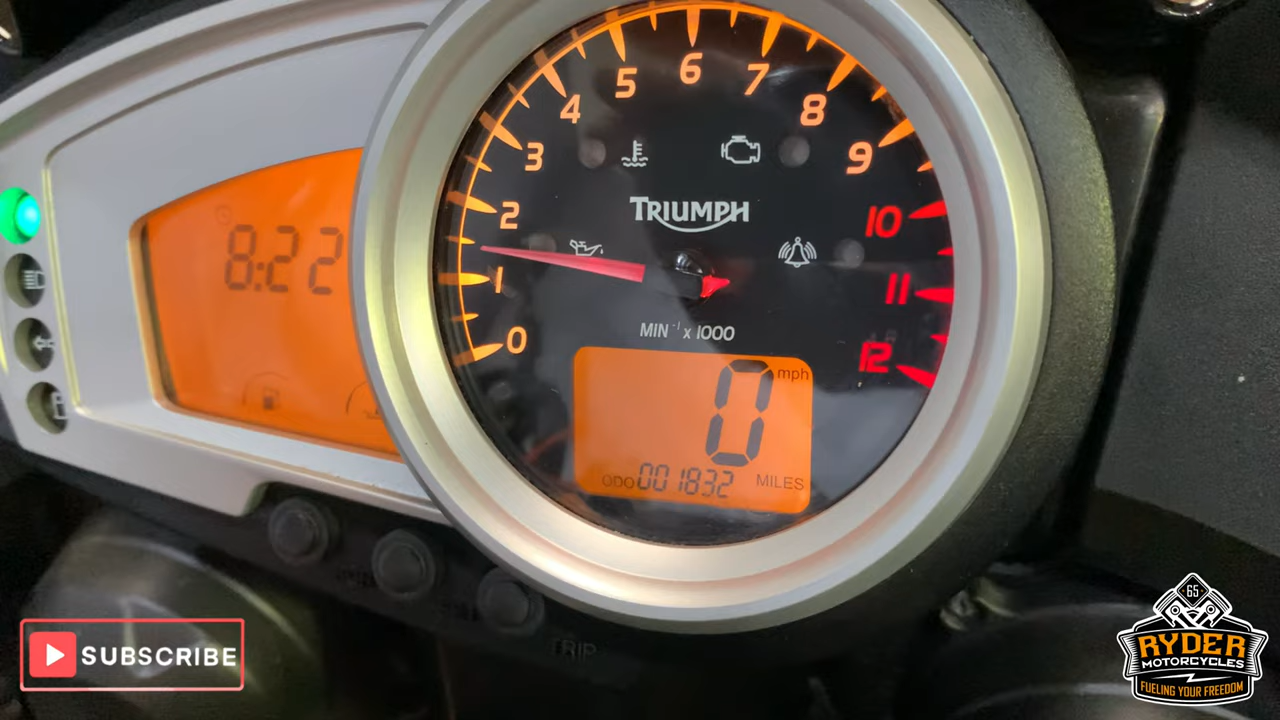 0
1
2
3
4
5
6
7
8
9
10
11
12
TRIUMPH
MIN⁻¹ x 1000
8:22
0 mph
ODO 001832 MILES
TRIP
SUBSCRIBE
65
RYDER
MOTORCYCLES
FUELING YOUR FREEDOM